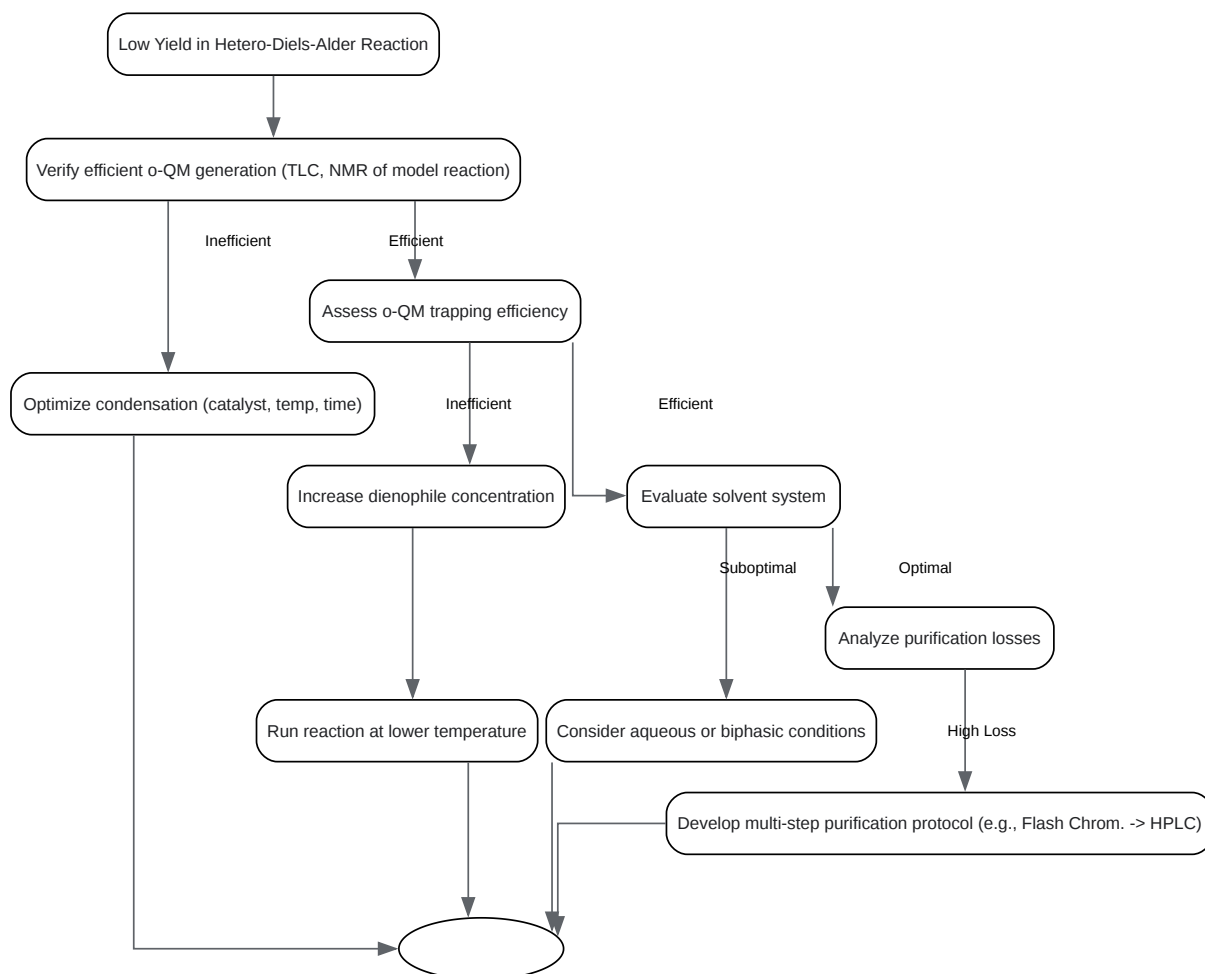 Low Yield in Hetero-Diels-Alder Reaction
Verify efficient o-QM generation (TLC, NMR of model reaction)
Inefficient
Efficient
Assess o-QM trapping efficiency
Optimize condensation (catalyst, temp, time)
Inefficient
Efficient
Increase dienophile concentration
Evaluate solvent system
Suboptimal
Optimal
Analyze purification losses
Run reaction at lower temperature
Consider aqueous or biphasic conditions
High Loss
Develop multi-step purification protocol (e.g., Flash Chrom. -> HPLC)